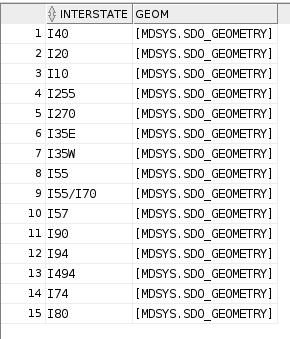 INTERSTATE GEOM
1 I40 [MDSYS.SDO_GEOMETRY]
2 I20 [MDSYS.SDO_GEOMETRY]
3 I10 [MDSYS.SDO_GEOMETRY]
4 I255 [MDSYS.SDO_GEOMETRY]
5 I270 [MDSYS.SDO_GEOMETRY]
6 I35E [MDSYS.SDO_GEOMETRY]
7 I35W [MDSYS.SDO_GEOMETRY]
8 I55 [MDSYS.SDO_GEOMETRY]
9 I55/I70 [MDSYS.SDO_GEOMETRY]
10 I57 [MDSYS.SDO_GEOMETRY]
11 I90 [MDSYS.SDO_GEOMETRY]
12 I94 [MDSYS.SDO_GEOMETRY]
13 I494 [MDSYS.SDO_GEOMETRY]
14 I74 [MDSYS.SDO_GEOMETRY]
15 I80 [MDSYS.SDO_GEOMETRY]